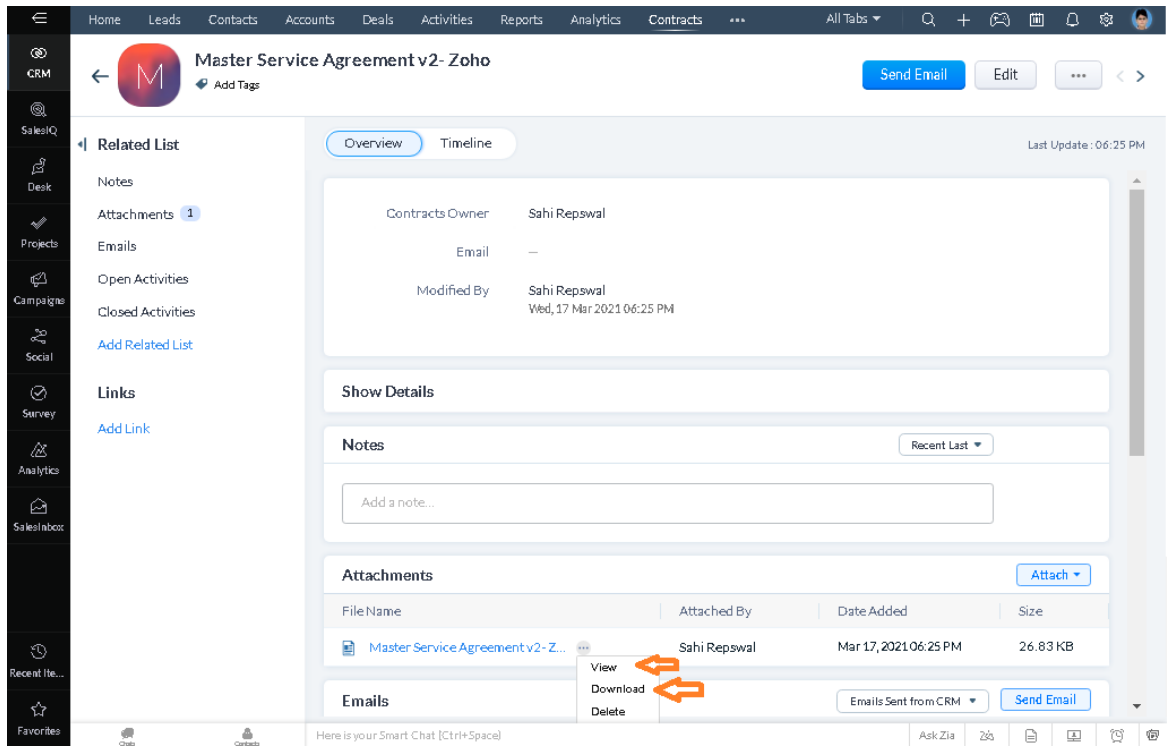 Home Leads Contacts Accounts Deals Activities Reports Analytics Contracts ••• All Tabs
CRM
SalesIQ
Desk
Projects
Campaigns
Social
Survey
Analytics
SalesInbox
Recent Ite...
Favorites
M
Master Service Agreement v2- Zoho
Add Tags
Send Email Edit •••
Related List
Notes
Attachments 1
Emails
Open Activities
Closed Activities
Add Related List
Links
Add Link
Overview Timeline
Last Update : 06:25 PM
Contracts Owner Sahi Repswal
Email —
Modified By Sahi Repswal
Wed, 17 Mar 2021 06:25 PM
Show Details
Notes Recent Last
Add a note...
Attachments Attach
File Name Attached By Date Added Size
Master Service Agreement v2- Z... Sahi Repswal Mar 17, 2021 06:25 PM 26.83 KB
View
Download
Delete
Emails Emails Sent from CRM Send Email
Chats Contacts Here is your Smart Chat (Ctrl+Space) Ask Zia